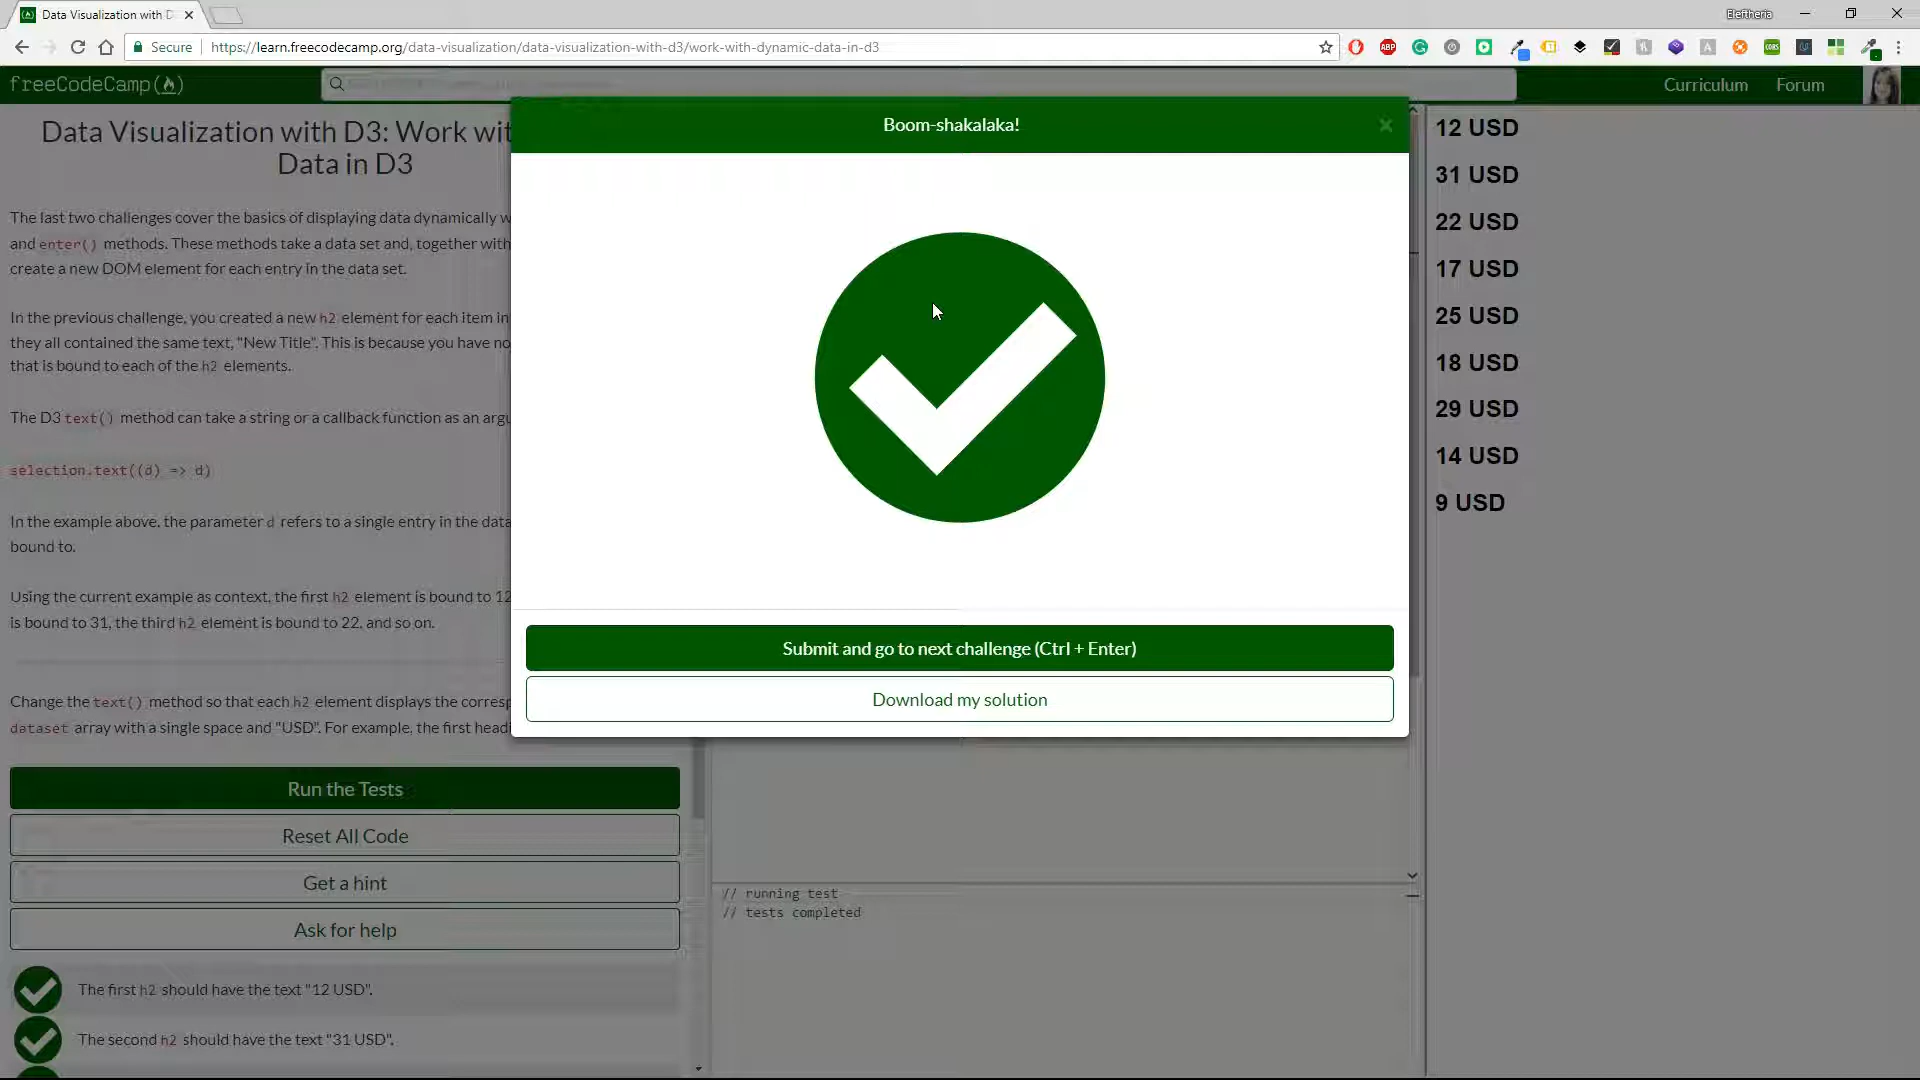 Data Visualization with D
Eleftheria
Secure
https://learn.freecodecamp.org/data-visualization/data-visualization-with-d3/work-with-dynamic-data-in-d3
ABP
CORS
freeCodeCamp
Curriculum
Forum
Data Visualization with D3: Work wit
Data in D3
The last two challenges cover the basics of displaying data dynamically w
and enter() methods. These methods take a data set and, together with
create a new DOM element for each entry in the data set.
In the previous challenge, you created a new h2 element for each item in
they all contained the same text, "New Title". This is because you have no
that is bound to each of the h2 elements.
The D3 text() method can take a string or a callback function as an argu
selection.text((d) => d)
In the example above, the parameter d refers to a single entry in the data
bound to.
Using the current example as context, the first h2 element is bound to 12
is bound to 31, the third h2 element is bound to 22, and so on.
Change the text() method so that each h2 element displays the corresp
dataset array with a single space and "USD". For example, the first headi
Run the Tests
Reset All Code
Get a hint
Ask for help
The first h2 should have the text "12 USD".
The second h2 should have the text "31 USD".
Boom-shakalaka!
×
Submit and go to next challenge (Ctrl + Enter)
Download my solution
// running test
// tests completed
12 USD
31 USD
22 USD
17 USD
25 USD
18 USD
29 USD
14 USD
9 USD